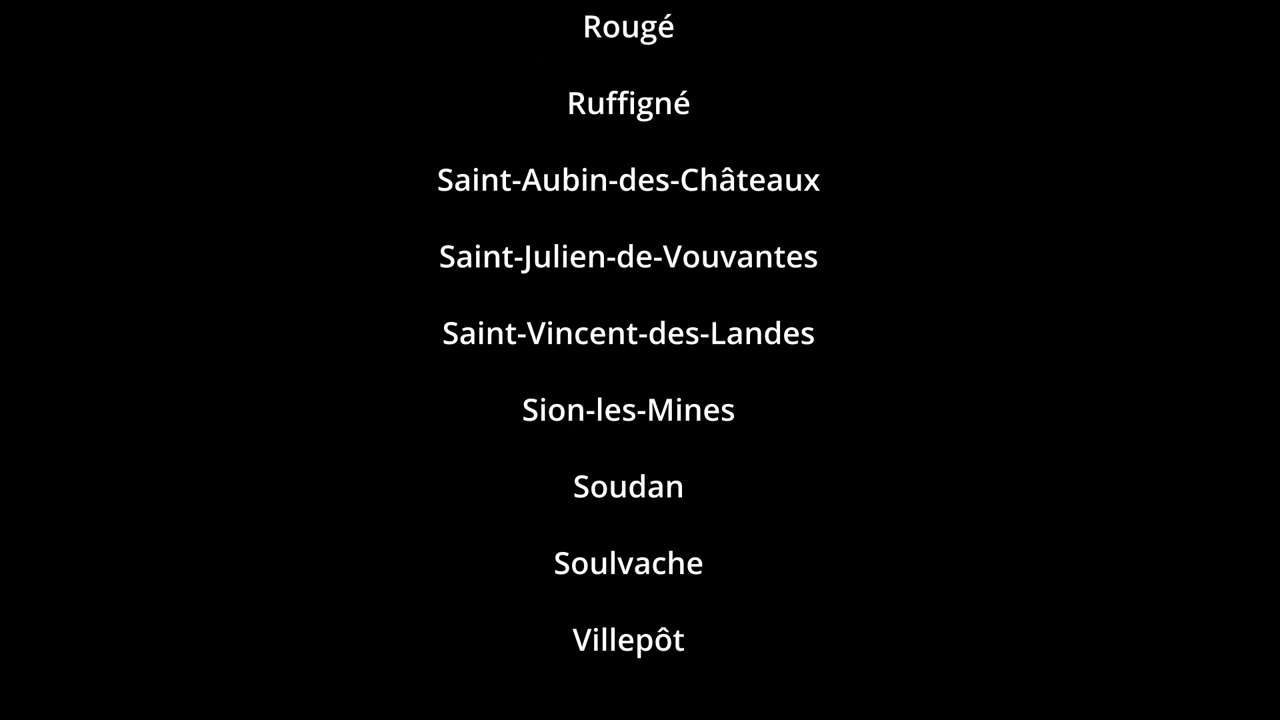 Rougé
Ruffigné
Saint-Aubin-des-Châteaux
Saint-Julien-de-Vouvantes
Saint-Vincent-des-Landes
Sion-les-Mines
Soudan
Soulvache
Villepôt